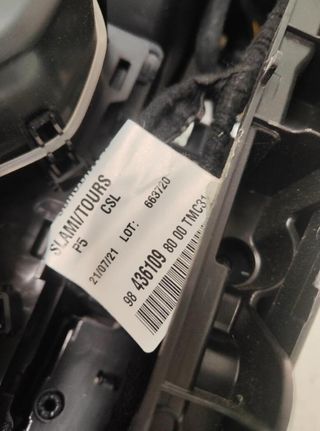 SLAMI/TOURS
P5 CSL
21/07/21 LOT: 663720
98 436109 80 00 TMC31